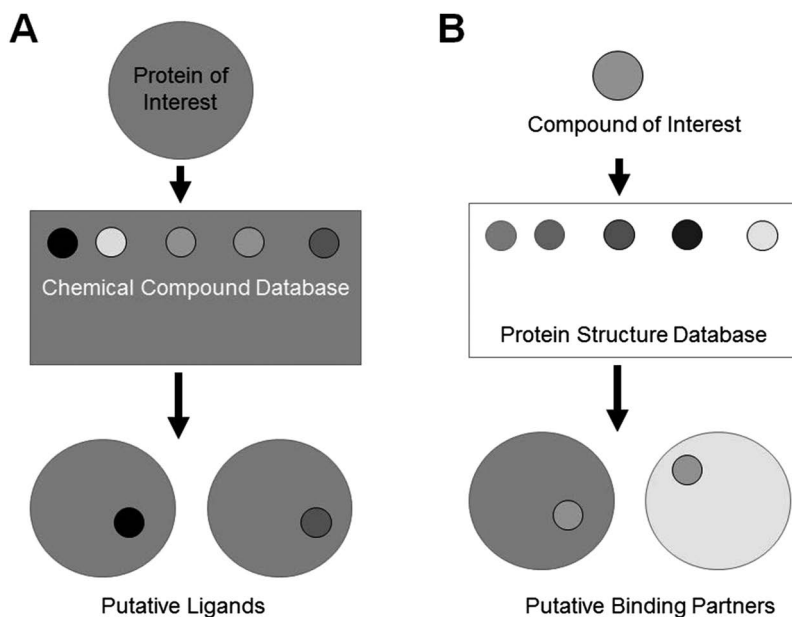 A
Protein of
Interest
Chemical Compound Database
Putative Ligands
B
Compound of Interest
Protein Structure Database
Putative Binding Partners